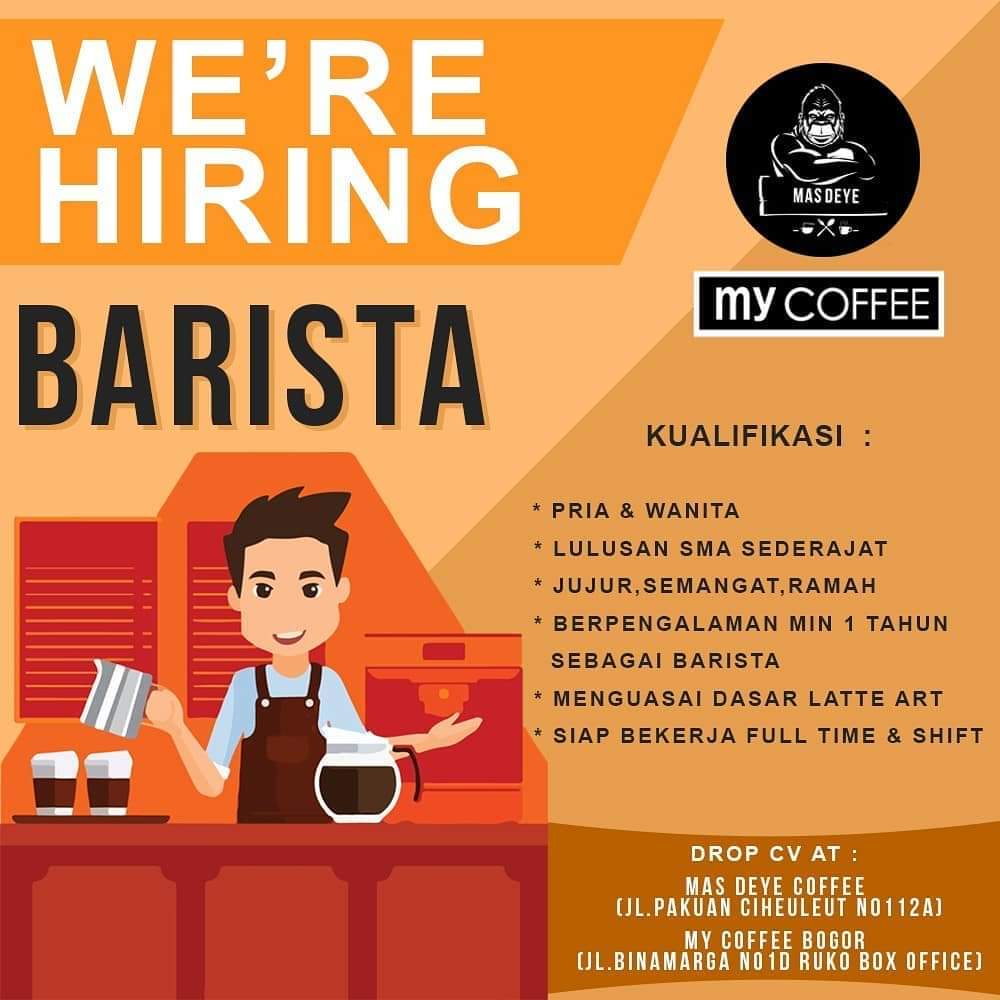 WE'RE
HIRING
MAS DEYE
my COFFEE
BARISTA
KUALIFIKASI :
* PRIA & WANITA
* LULUSAN SMA SEDERAJAT
* JUJUR,SEMANGAT,RAMAH
* BERPENGALAMAN MIN 1 TAHUN
SEBAGAI BARISTA
* MENGUASAI DASAR LATTE ART
* SIAP BEKERJA FULL TIME & SHIFT
DROP CV AT :
MAS DEYE COFFEE
(JL.PAKUAN CIHEULEUT NO112A)
MY COFFEE BOGOR
(JL.BINAMARGA NO1D RUKO BOX OFFICE)